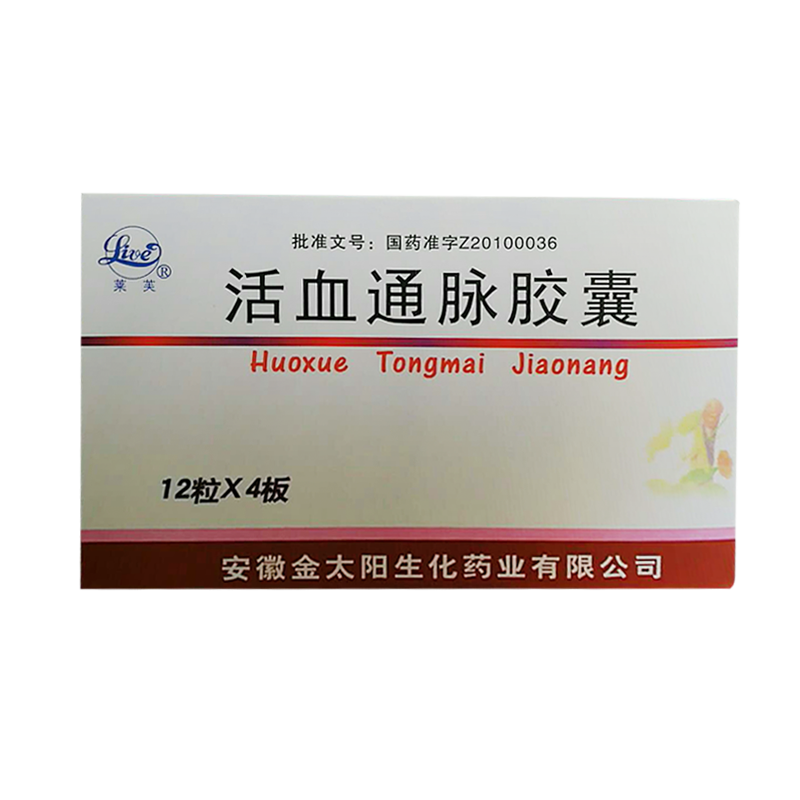 Live®
莱芙
批准文号：国药准字Z20100036
活血通脉胶囊
Huoxue Tongmai Jiaonang
12粒X4板
安徽金太阳生化药业有限公司